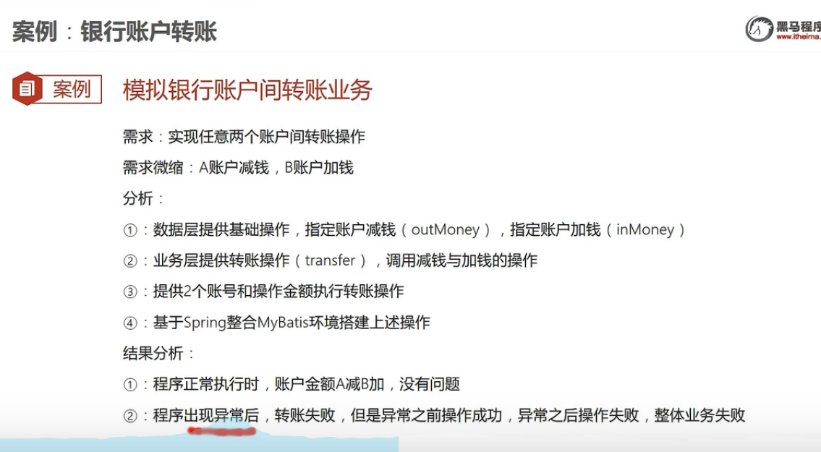 案例：银行账户转账
黑马程序
www.itheima.
案例
模拟银行账户间转账业务
需求：实现任意两个账户间转账操作
需求微缩：A账户减钱，B账户加钱
分析：
①：数据层提供基础操作，指定账户减钱（outMoney），指定账户加钱（inMoney）
②：业务层提供转账操作（transfer），调用减钱与加钱的操作
③：提供2个账号和操作金额执行转账操作
④：基于Spring整合MyBatis环境搭建上述操作
结果分析：
①：程序正常执行时，账户金额A减B加，没有问题
②：程序出现异常后，转账失败，但是异常之前操作成功，异常之后操作失败，整体业务失败